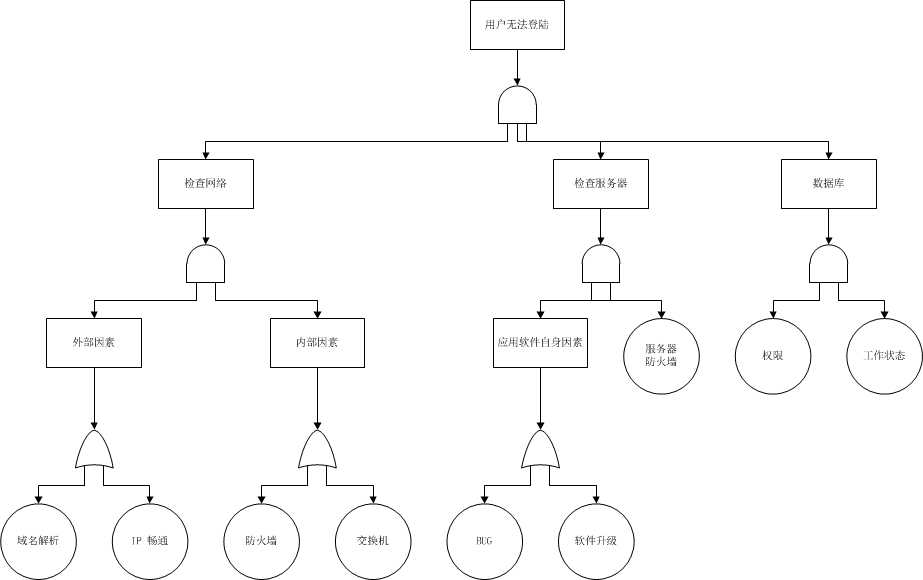 用户无法登陆
检查网络
检查服务器
数据库
外部因素
内部因素
应用软件自身因素
服务器
防火墙
权限
工作状态
域名解析
IP 畅通
防火墙
交换机
BUG
软件升级